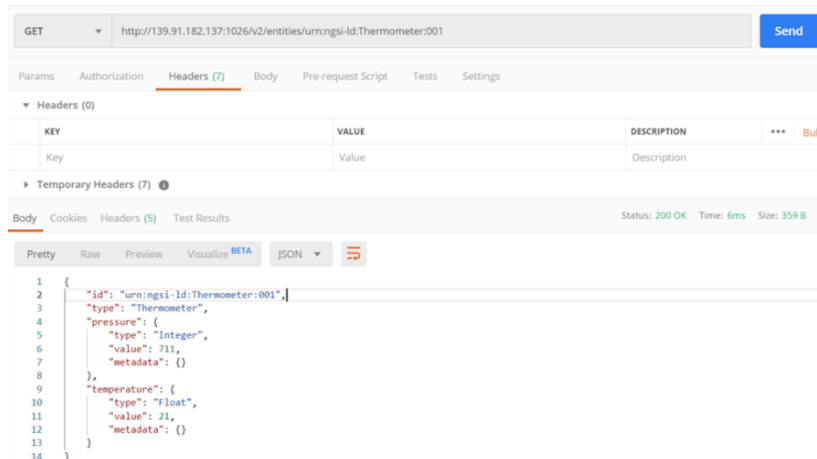 GET http://139.91.182.137:1026/v2/entities/urn:ngsi-ld:Thermometer:001 Send
Params Authorization Headers (7) Body Pre-request Script Tests Settings
Headers (0)
KEY VALUE DESCRIPTION ••• Bul
Key Value Description
Temporary Headers (7)
Body Cookies Headers (5) Test Results Status: 200 OK Time: 6ms Size: 359 B
Pretty Raw Preview Visualize BETA JSON
1 {
2 "id": "urn:ngsi-ld:Thermometer:001",
3 "type": "Thermometer",
4 "pressure": {
5 "type": "Integer",
6 "value": 711,
7 "metadata": {}
8 },
9 "temperature": {
10 "type": "Float",
11 "value": 21,
12 "metadata": {}
13 }
14 }